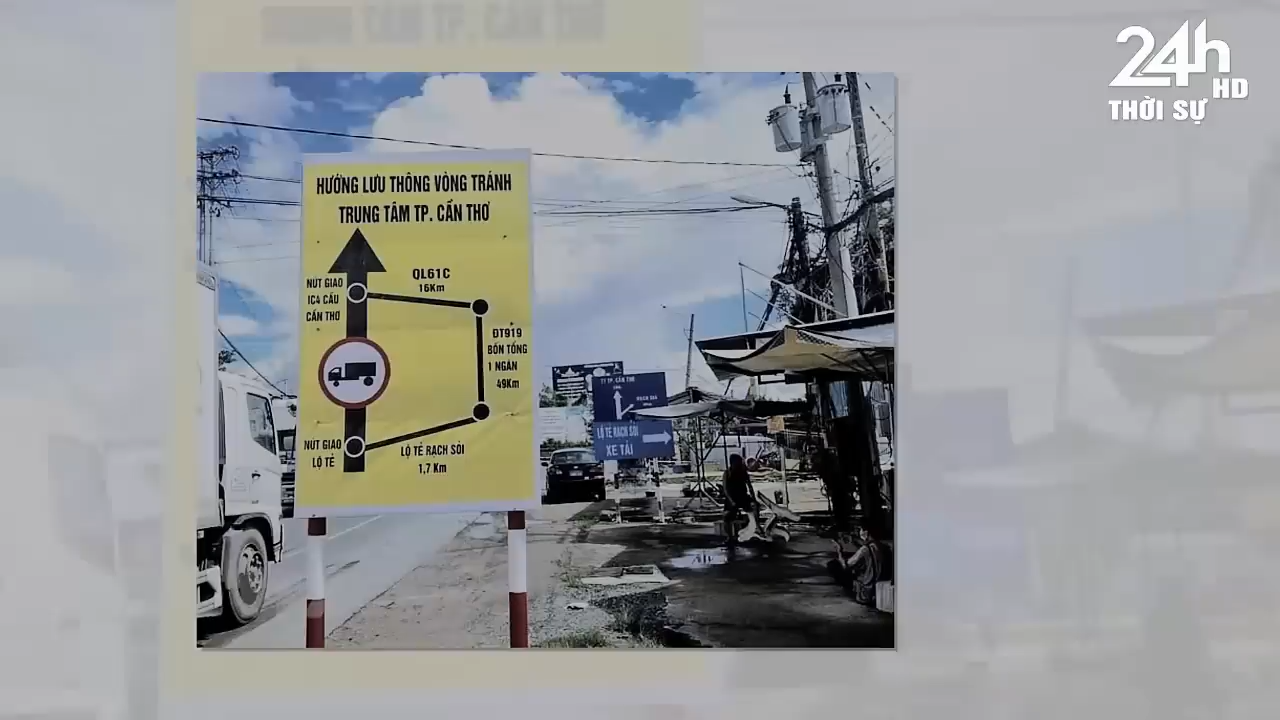 24h
HD
THỜI SỰ
HƯỚNG LƯU THÔNG VÒNG TRÁNH
TRUNG TÂM TP. CẦN THƠ
QL61C
16Km
NÚT GIAO
IC4 CẦU
CẦN THƠ
ĐT919
BỐN TỔNG
1 NGÀN
49Km
NÚT GIAO
LỘ TẺ
LỘ TẺ RẠCH SỎI
1,7 Km
TT TP. CẦN THƠ
LỘ TẺ RẠCH SỎI
XE TẢI